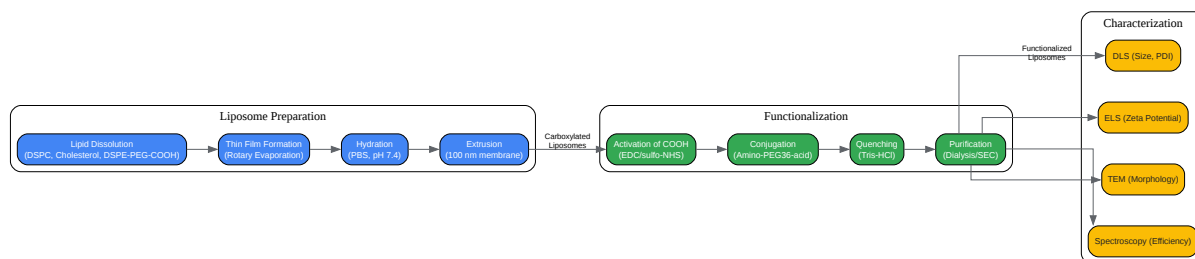 Liposome Preparation
Lipid Dissolution
(DSPC, Cholesterol, DSPE-PEG-COOH)
Thin Film Formation
(Rotary Evaporation)
Hydration
(PBS, pH 7.4)
Extrusion
(100 nm membrane)
Carboxylated
Liposomes
Functionalization
Activation of COOH
(EDC/sulfo-NHS)
Conjugation
(Amino-PEG36-acid)
Quenching
(Tris-HCl)
Purification
(Dialysis/SEC)
Functionalized
Liposomes
Characterization
DLS (Size, PDI)
ELS (Zeta Potential)
TEM (Morphology)
Spectroscopy (Efficiency)